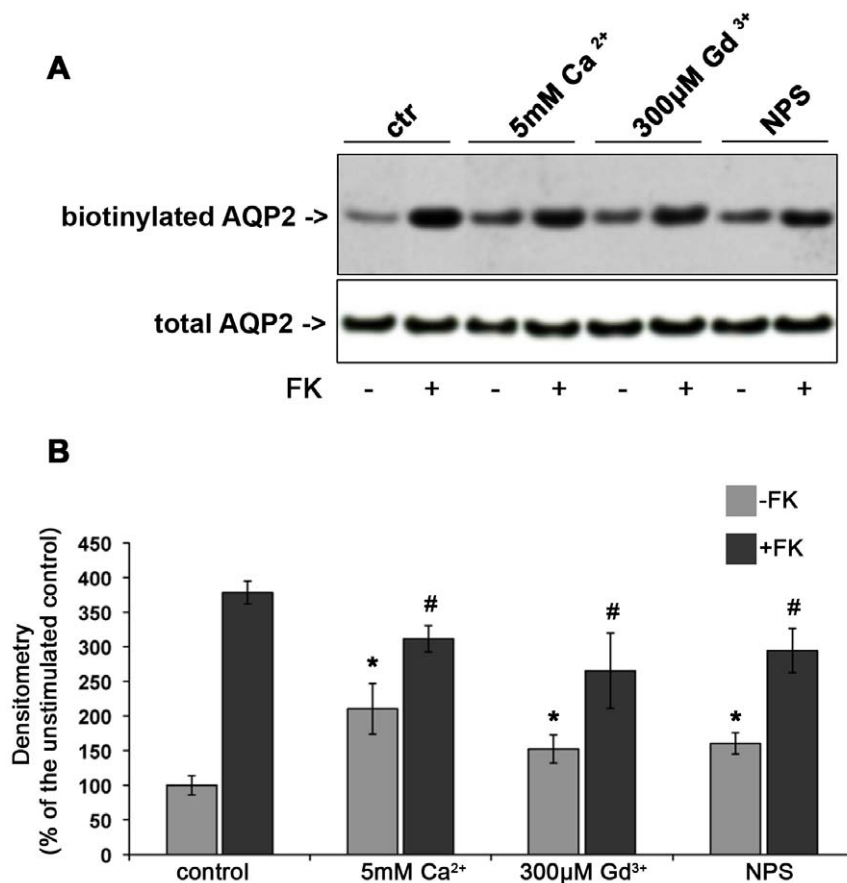 A
ctr 5mM Ca 2+ 300µM Gd 3+ NPS
biotinylated AQP2 ->
total AQP2 ->
FK - + - + - + - +
B
-FK
+FK
Densitometry
(% of the unstimulated control)
450
400
350
300
250
200
150
100
50
0
* # * # * #
control 5mM Ca2+ 300µM Gd3+ NPS